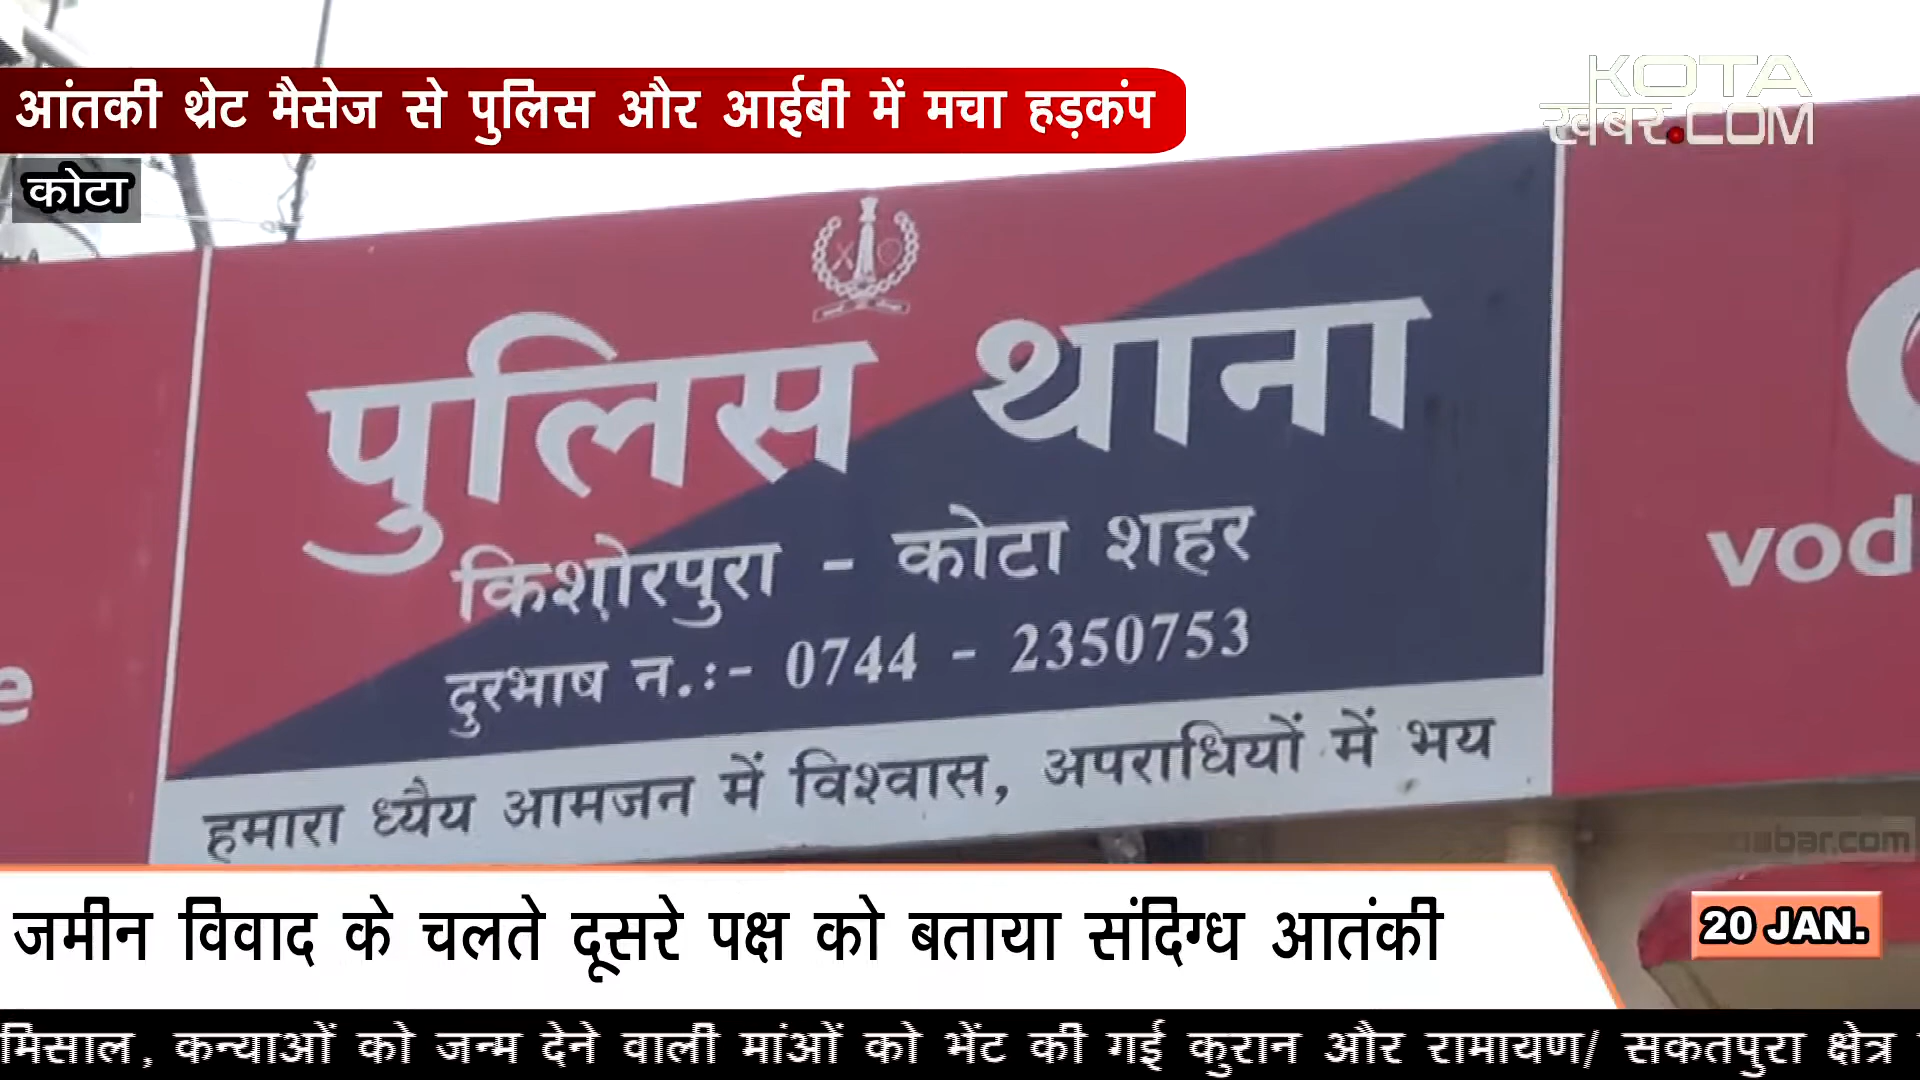 आंतकी थ्रेट मैसेज से पुलिस और आईबी में मचा हड़कंप
KOTA
खबर.COM
कोटा
पुलिस थाना
किशोरपुरा - कोटा शहर
दुरभाष न.:- 0744 - 2350753
हमारा ध्यैय आमजन में विश्वास, अपराधियों में भय
e
vod
जमीन विवाद के चलते दूसरे पक्ष को बताया संदिग्ध आतंकी
20 JAN.
मिसाल, कन्याओं को जन्म देने वाली मांओं को भेंट की गई कुरान और रामायण/ सकतपुरा क्षेत्र